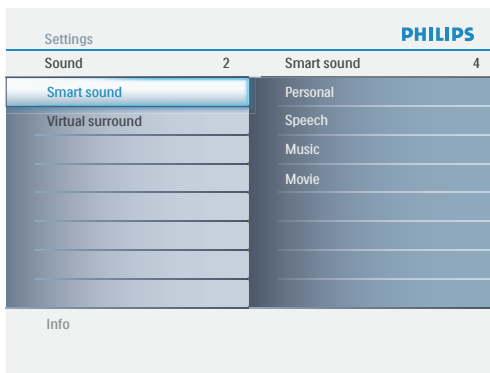 Settings
PHILIPS
Sound 2
Smart sound 4
Smart sound
Personal
Virtual surround
Speech
Music
Movie
Info